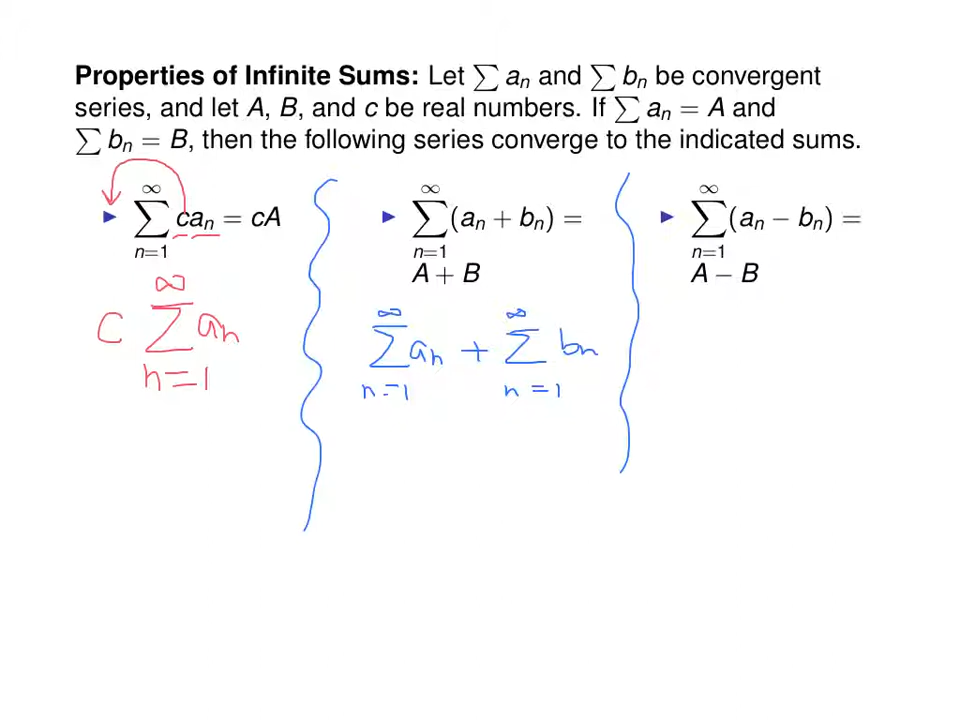 Properties of Infinite Sums: Let ∑ aₙ and ∑ bₙ be convergent
series, and let A, B, and c be real numbers. If ∑ aₙ = A and
∑ bₙ = B, then the following series converge to the indicated sums.
∞
∑ caₙ = cA
n=1
c ∞
∑ aₙ
n=1
∞
∑ (aₙ + bₙ) =
n=1
A + B
∞ ∞
∑ aₙ + ∑ bₙ
n=1 n=1
∞
∑ (aₙ − bₙ) =
n=1
A − B